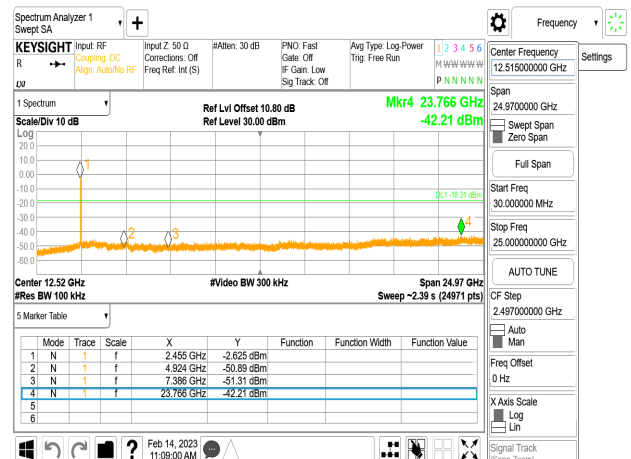 Spectrum Analyzer 1
Swept SA
Frequency
KEYSIGHT
R
LXI
Input: RF
Coupling: DC
Align: Auto/No RF
Input Z: 50 Ω
Corrections: Off
Freq Ref: Int (S)
#Atten: 30 dB
PNO: Fast
Gate: Off
IF Gain: Low
Sig Track: Off
Avg Type: Log-Power
Trig: Free Run
1 2 3 4 5 6
M W W W W W
P N N N N N
Center Frequency
12.515000000 GHz
Settings
Span
24.9700000 GHz
Swept Span
Zero Span
Full Span
Start Freq
30.000000 MHz
Stop Freq
25.00000000 GHz
AUTO TUNE
CF Step
2.497000000 GHz
Auto
Man
Freq Offset
0 Hz
X Axis Scale
Log
Lin
Signal Track
(Span Zoom)
1 Spectrum
Scale/Div 10 dB
Ref Lvl Offset 10.80 dB
Ref Level 30.00 dBm
Mkr4 23.766 GHz
-42.21 dBm
Log
20.0
10.0
0.00
-10.0
-20.0
-30.0
-40.0
-50.0
-60.0
1
2
3
4
DL1 -18.31 dBm
Center 12.52 GHz
#Res BW 100 kHz
#Video BW 300 kHz
Span 24.97 GHz
Sweep ~2.39 s (24971 pts)
5 Marker Table
Mode Trace Scale X Y Function Function Width Function Value
1 N 1 f 2.455 GHz -2.625 dBm
2 N 1 f 4.924 GHz -50.89 dBm
3 N 1 f 7.386 GHz -51.31 dBm
4 N 1 f 23.766 GHz -42.21 dBm
5
6
Feb 14, 2023
11:09:00 AM